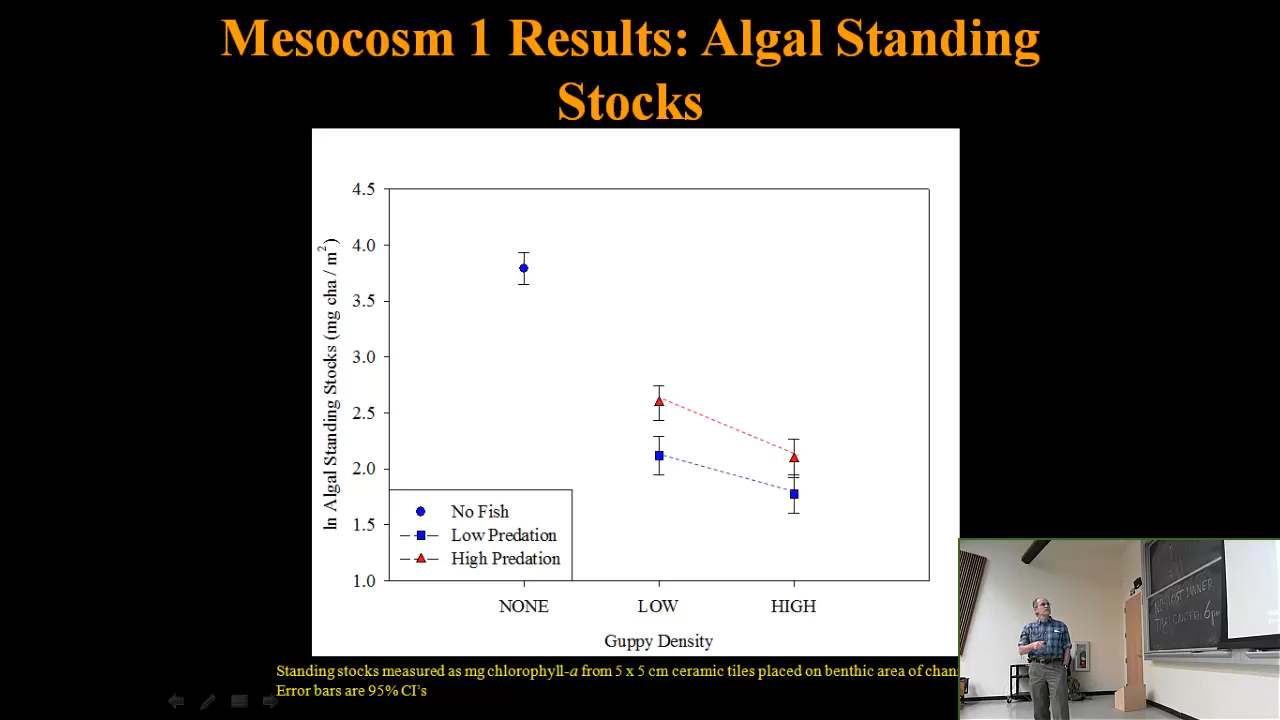 Mesocosm 1 Results: Algal Standing
Stocks
4.5
4.0
3.5
3.0
2.5
2.0
1.5
1.0
ln Algal Standing Stocks (mg cha / m²)
No Fish
Low Predation
High Predation
NONE LOW HIGH
Guppy Density
Standing stocks measured as mg chlorophyll-a from 5 x 5 cm ceramic tiles placed on benthic area of chan
Error bars are 95% CI's
DINNER
6pm